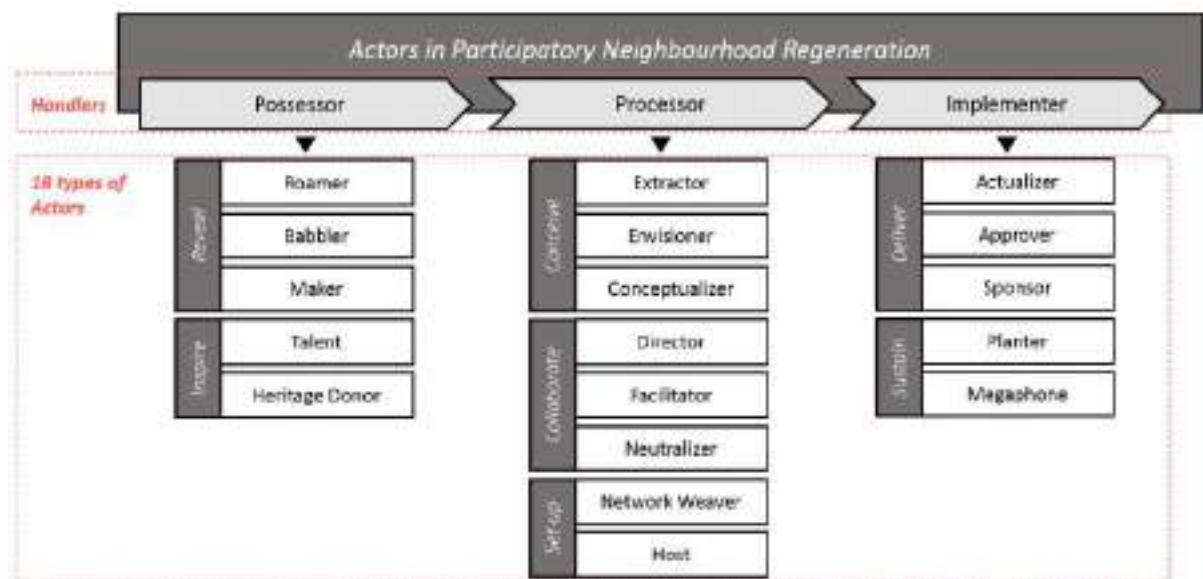 Actors in Participatory Neighbourhood Regeneration
Handlers
Possessor
Processor
Implementer
18 types of
Actors
Reveal
Roamer
Babbler
Maker
Inspire
Talent
Heritage Donor
Conceive
Extractor
Envisioner
Conceptualizer
Collaborate
Director
Facilitator
Neutralizer
Set-up
Network Weaver
Host
Deliver
Actualizer
Approver
Sponsor
Sustain
Planter
Megaphone